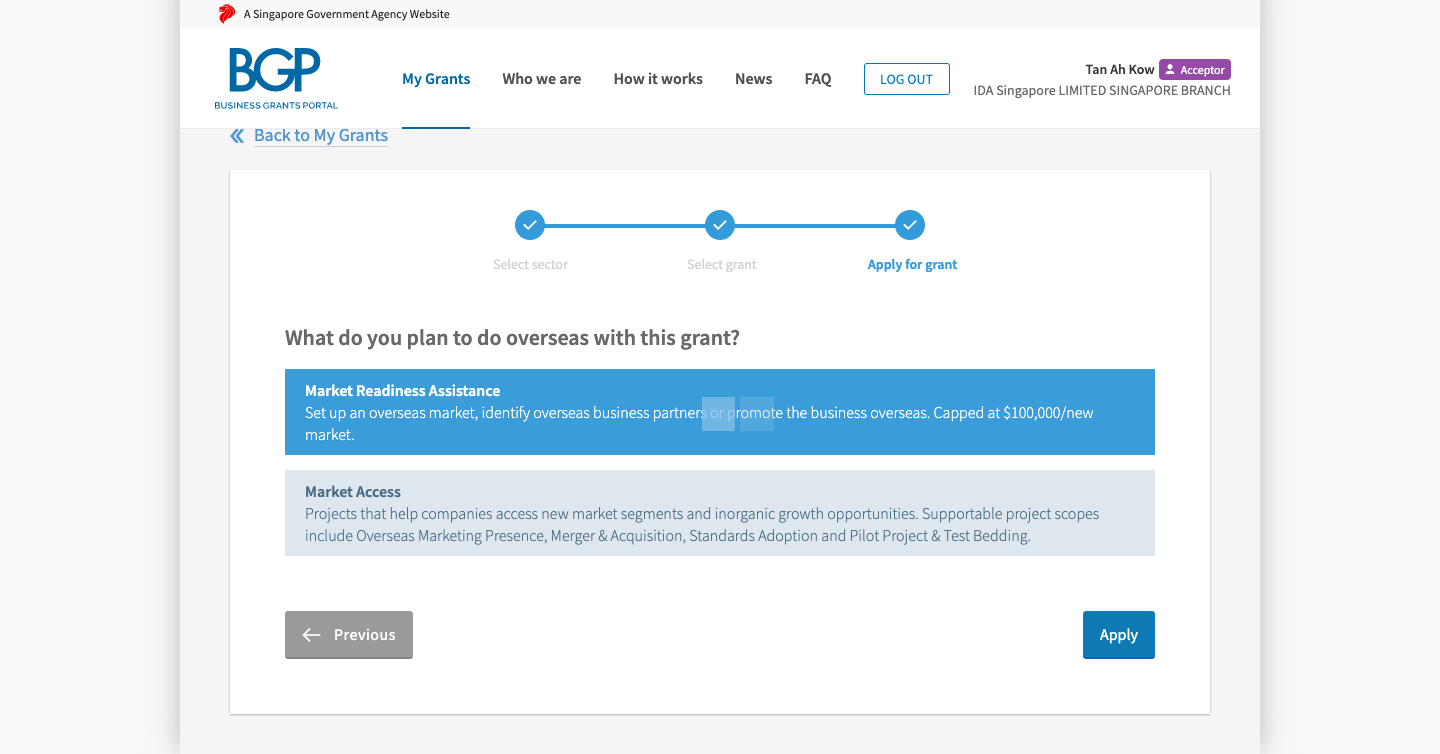 A Singapore Government Agency Website
BGP
BUSINESS GRANTS PORTAL
My Grants
Who we are
How it works
News
FAQ
LOG OUT
Tan Ah Kow Acceptor
IDA Singapore LIMITED SINGAPORE BRANCH
Back to My Grants
Select sector
Select grant
Apply for grant
What do you plan to do overseas with this grant?
Market Readiness Assistance
Set up an overseas market, identify overseas business partners or promote the business overseas. Capped at $100,000/new
market.
Market Access
Projects that help companies access new market segments and inorganic growth opportunities. Supportable project scopes
include Overseas Marketing Presence, Merger & Acquisition, Standards Adoption and Pilot Project & Test Bedding.
Previous
Apply